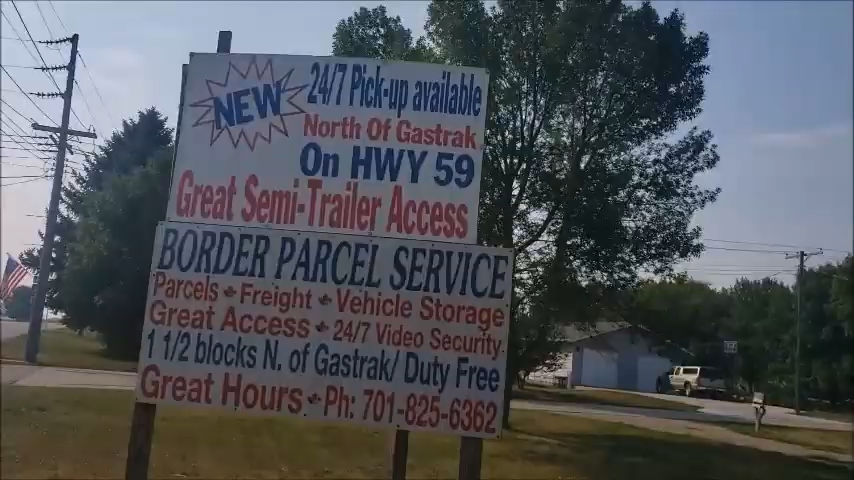 NEW
24/7 Pick-up available
North Of Gastrak
On HWY 59
Great Semi-Trailer Access
BORDER PARCEL SERVICE
Parcels Freight Vehicle Storage
Great Access 24/7 Video Security.
1 1/2 blocks N. of Gastrak/ Duty Free
Great Hours Ph: 701-825-6362